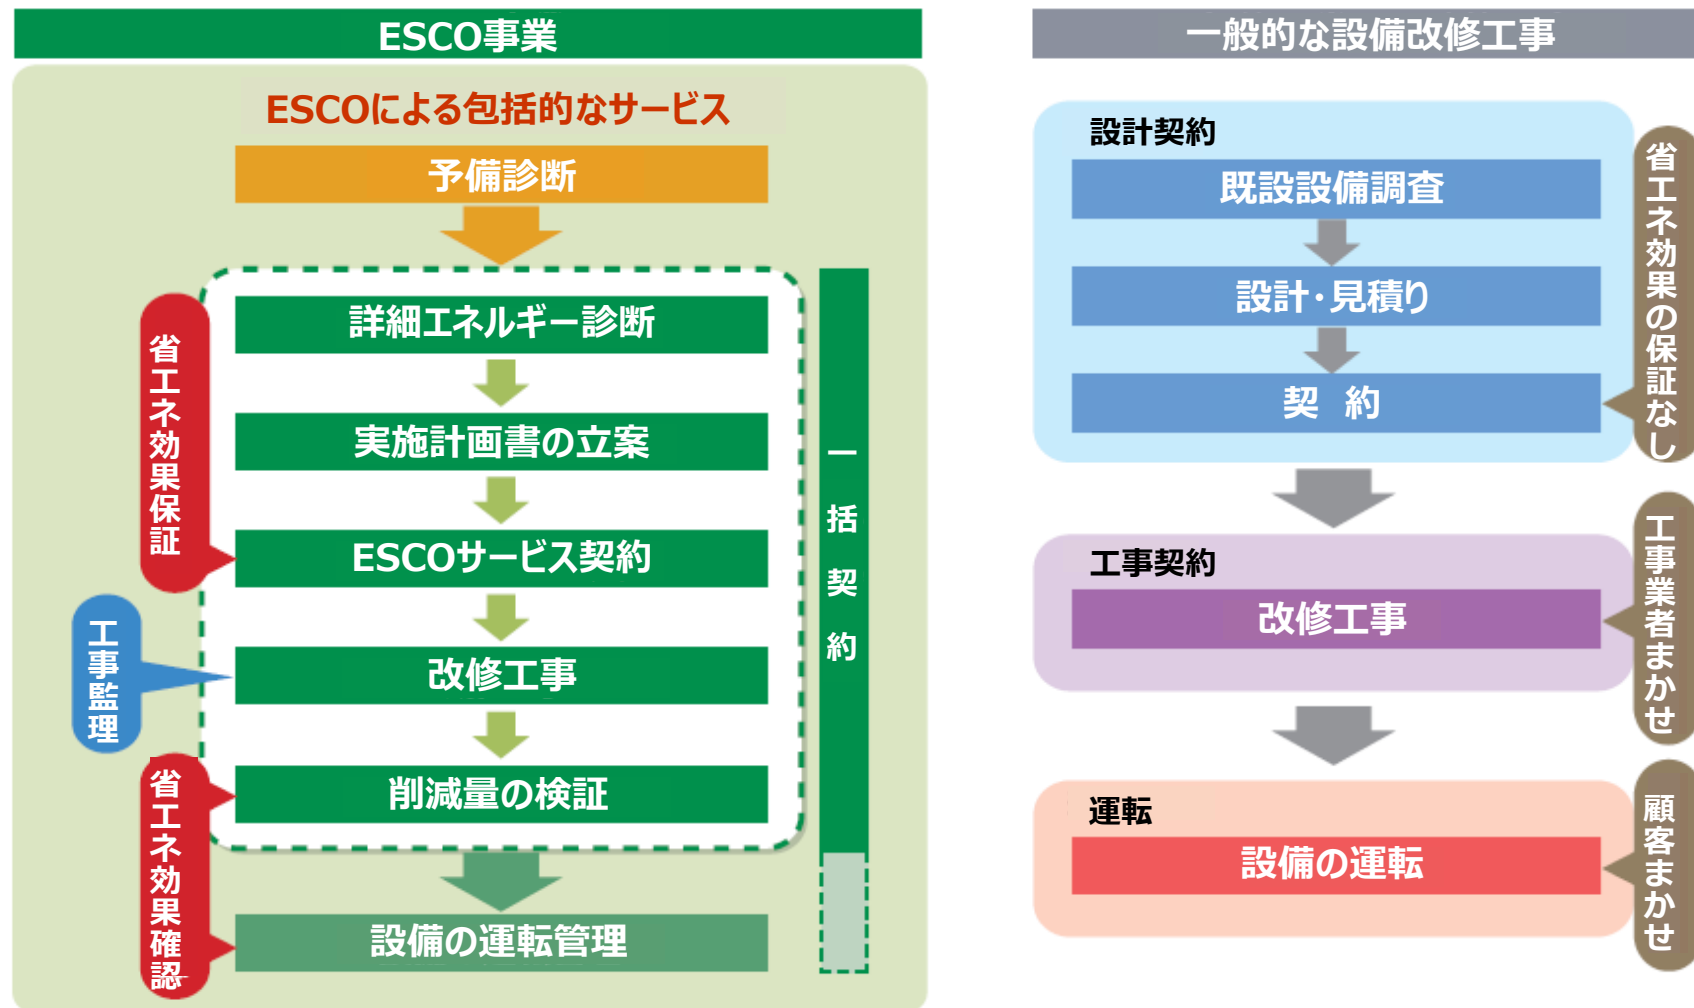 ESCO事業
ESCOによる包括的なサービス
予備診断
詳細エネルギー診断
実施計画書の立案
ESCOサービス契約
改修工事
削減量の検証
設備の運転管理
省エネ効果保証
工事監理
省エネ効果確認
一括契約
一般的な設備改修工事
設計契約
既設設備調査
設計・見積り
契 約
省エネ効果の保証なし
工事契約
改修工事
工事業者まかせ
運転
設備の運転
顧客まかせ